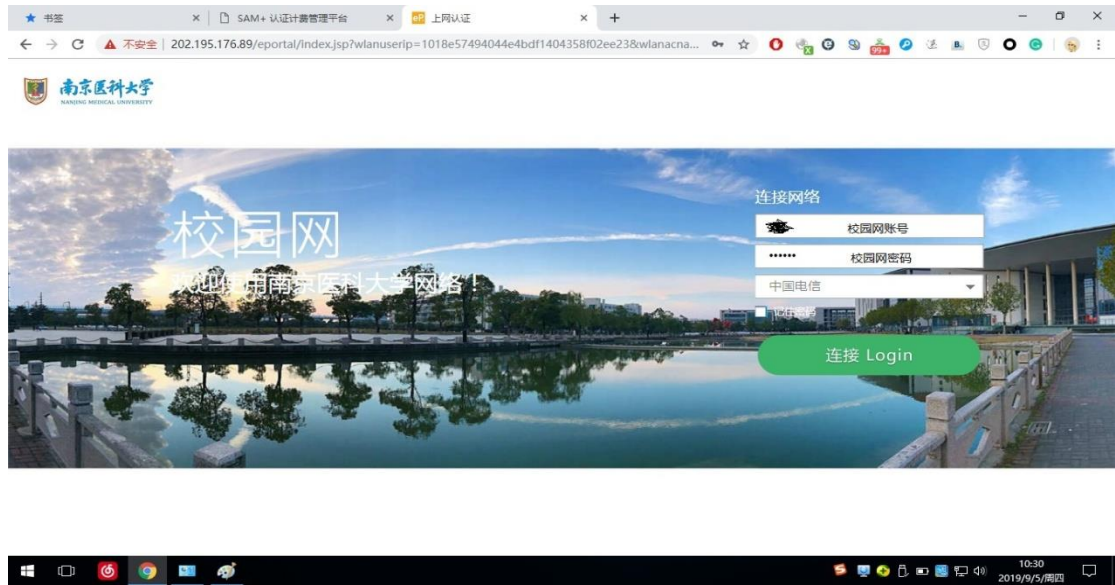 书签
SAM+ 认证计费管理平台
上网认证
不安全 202.195.176.89/eportal/index.jsp?wlanuserip=1018e57494044e4bdf1404358f02ee23&wlanacna...
99+
南京医科大学
NANJING MEDICAL UNIVERSITY
校园网
欢迎使用南京医科大学网络！
连接网络
校园网账号
校园网密码
中国电信
记住密码
连接 Login
10:30
2019/9/5/周四